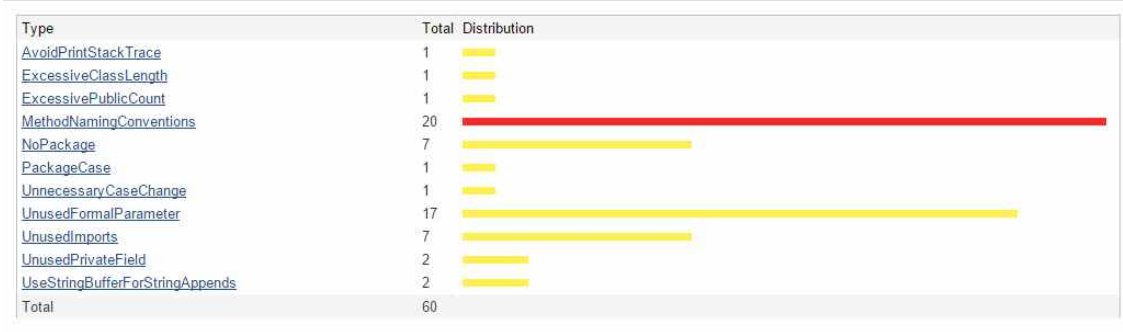 Type Total Distribution
AvoidPrintStackTrace 1
ExcessiveClassLength 1
ExcessivePublicCount 1
MethodNamingConventions 20
NoPackage 7
PackageCase 1
UnnecessaryCaseChange 1
UnusedFormalParameter 17
UnusedImports 7
UnusedPrivateField 2
UseStringBufferForStringAppends 2
Total 60